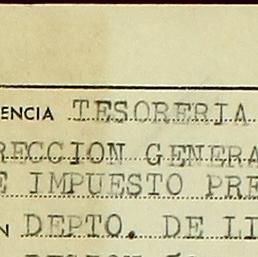 ENCIA TESORERIA
RECCION GENERA
E IMPUESTO PRE
N DEPTO. DE LI